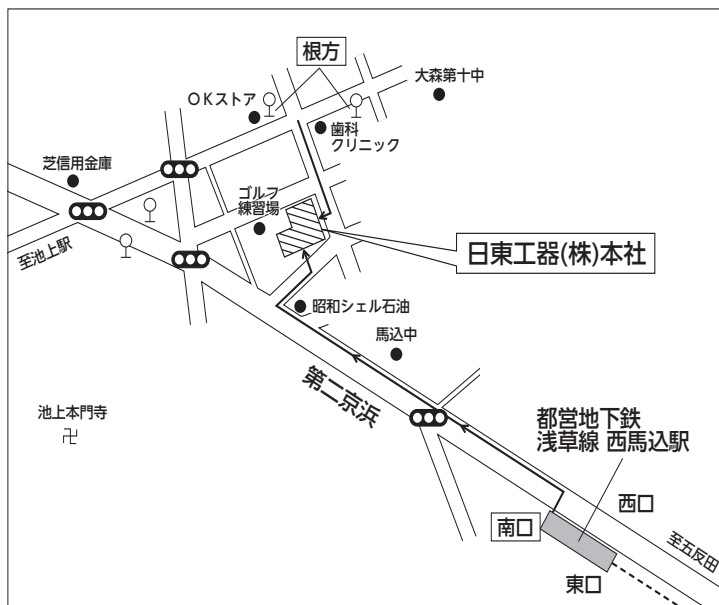 根方
大森第十中
OKストア
歯科
クリニック
芝信用金庫
ゴルフ
練習場
至池上駅
日東工器(株)本社
昭和シェル石油
馬込中
第二京浜
池上本門寺
卍
都営地下鉄
浅草線 西馬込駅
西口
南口
至五反田
東口